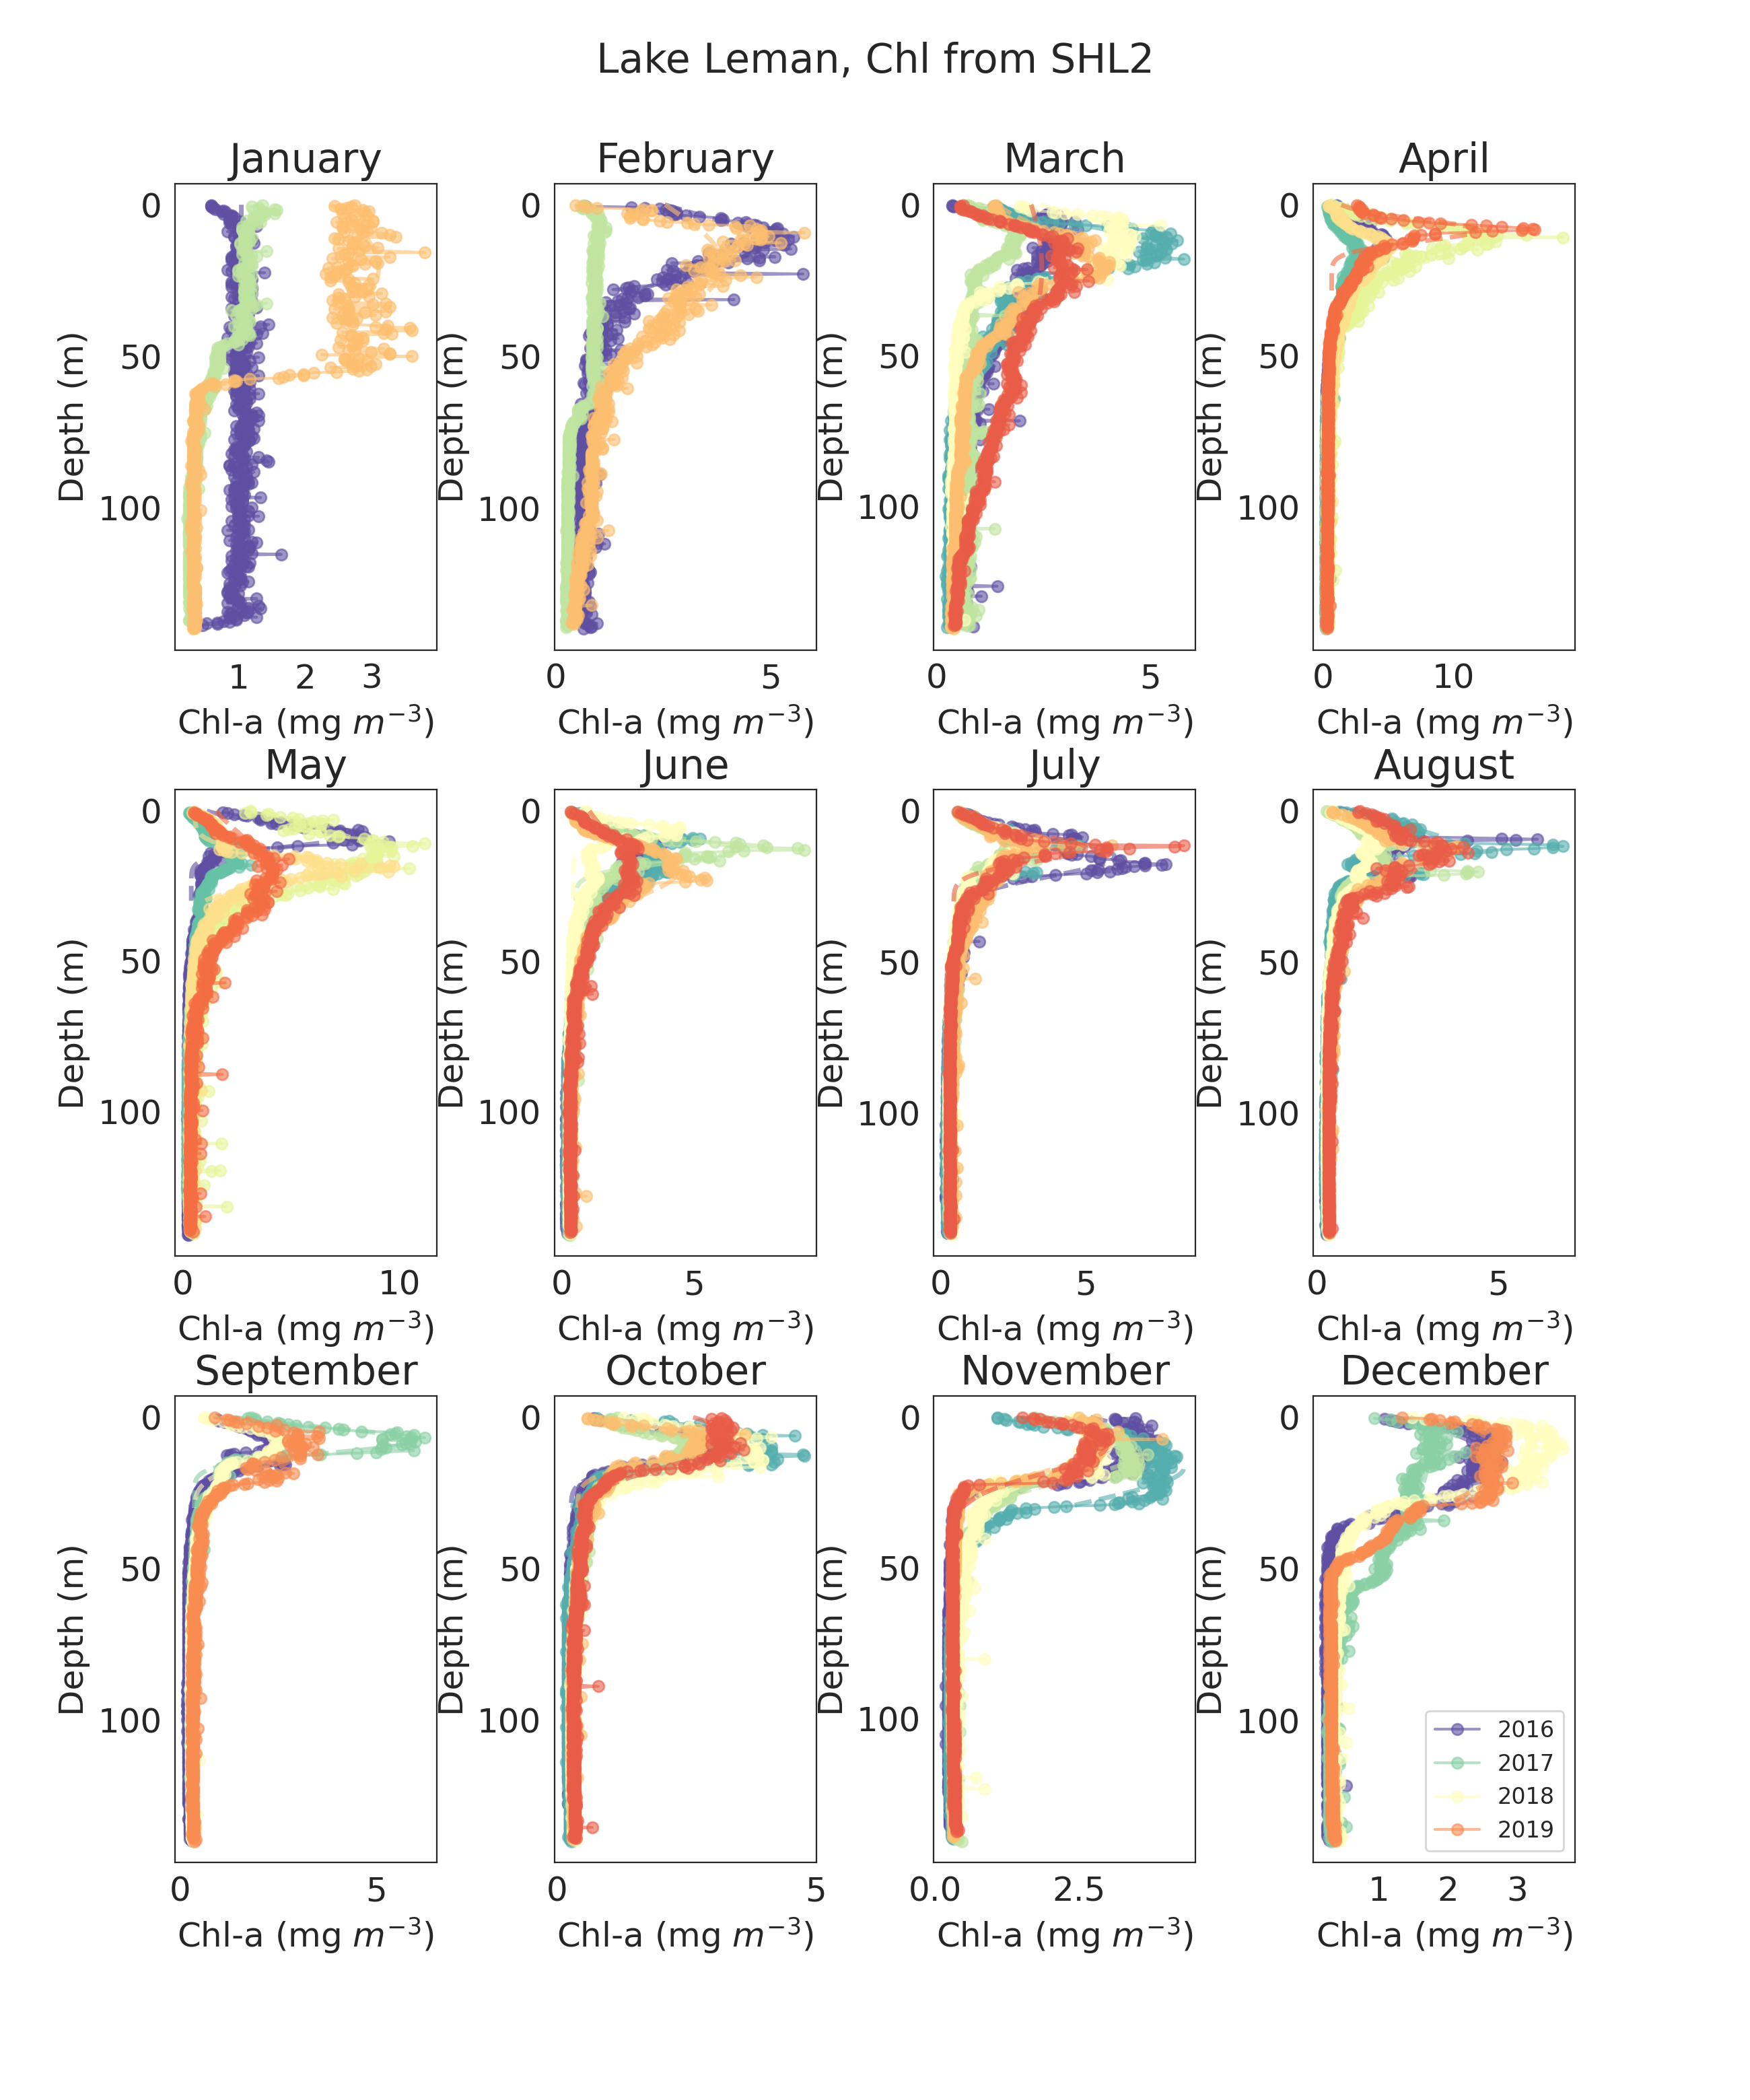 Lake Leman, Chl from SHL2
January February March April
0 0 0 0
50 50 50 50
100 100 100 100
Depth (m) Depth (m) Depth (m) Depth (m)
1 2 3 0 5 0 5 0 10
Chl-a (mg m⁻³) Chl-a (mg m⁻³) Chl-a (mg m⁻³) Chl-a (mg m⁻³)
May June July August
0 0 0 0
50 50 50 50
100 100 100 100
Depth (m) Depth (m) Depth (m) Depth (m)
0 10 0 5 0 5 0 5
Chl-a (mg m⁻³) Chl-a (mg m⁻³) Chl-a (mg m⁻³) Chl-a (mg m⁻³)
September October November December
0 0 0 0
50 50 50 50
100 100 100 100
Depth (m) Depth (m) Depth (m) Depth (m)
2016
2017
2018
2019
0 5 0 5 0.0 2.5 1 2 3
Chl-a (mg m⁻³) Chl-a (mg m⁻³) Chl-a (mg m⁻³) Chl-a (mg m⁻³)